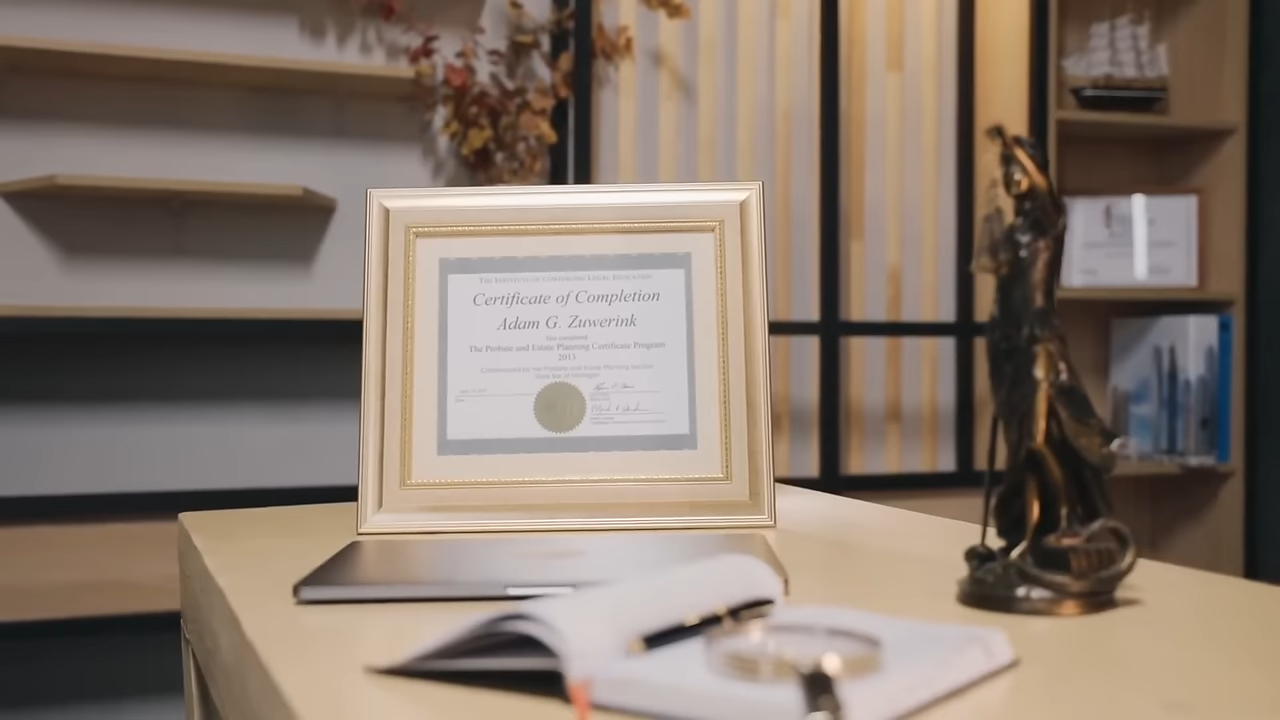 The Institute of Continuing Legal Education
Certificate of Completion
Adam G. Zuwerink
has completed
The Probate and Estate Planning Certificate Program
2013
Cosponsored by the Probate and Estate Planning Section
State Bar of Michigan